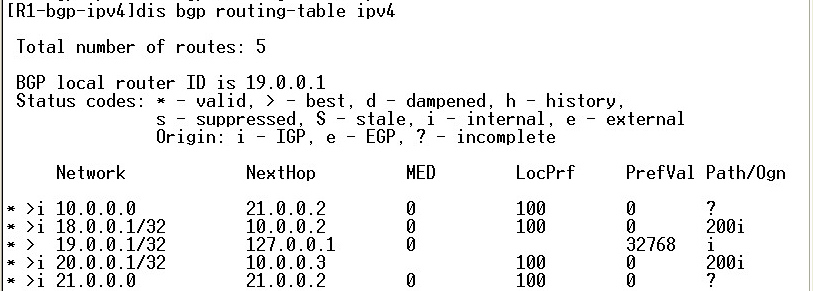 [R1-bgp-ipv4]dis bgp routing-table ipv4
Total number of routes: 5
BGP local router ID is 19.0.0.1
Status codes: * - valid, > - best, d - dampened, h - history,
s - suppressed, S - stale, i - internal, e - external
Origin: i - IGP, e - EGP, ? - incomplete
Network NextHop MED LocPrf PrefVal Path/Ogn
* >i 10.0.0.0 21.0.0.2 0 100 0 ?
* >i 18.0.0.1/32 10.0.0.2 0 100 0 200i
* > 19.0.0.1/32 127.0.0.1 0 32768 i
* >i 20.0.0.1/32 10.0.0.3 100 0 200i
* >i 21.0.0.0 21.0.0.2 0 100 0 ?